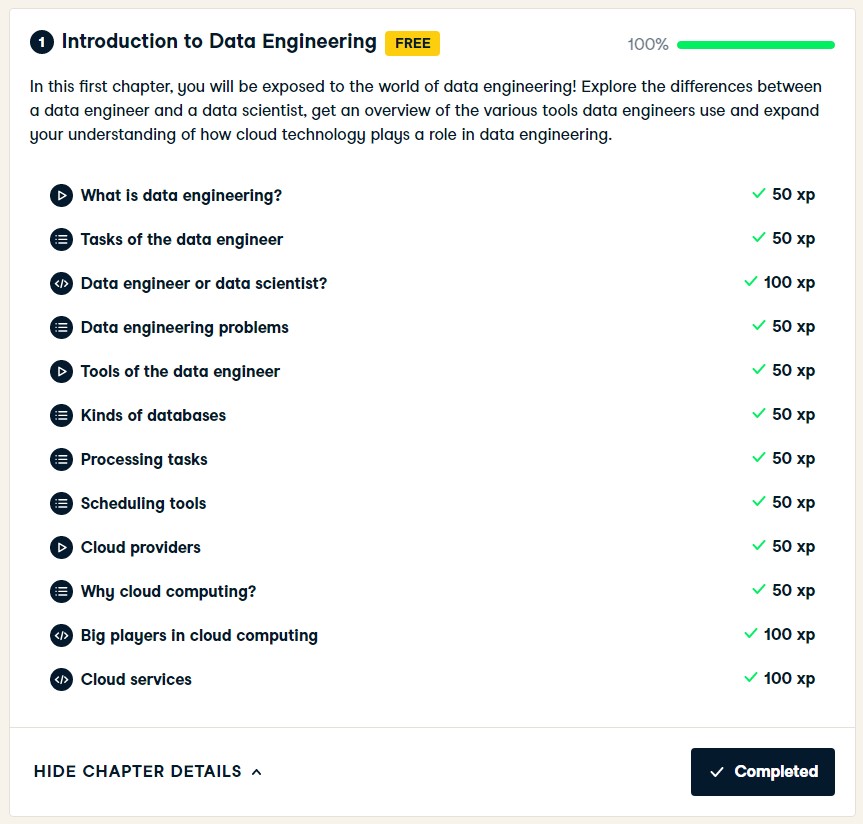 1 Introduction to Data Engineering FREE 100%
In this first chapter, you will be exposed to the world of data engineering! Explore the differences between
a data engineer and a data scientist, get an overview of the various tools data engineers use and expand
your understanding of how cloud technology plays a role in data engineering.
What is data engineering? 50 xp
Tasks of the data engineer 50 xp
</> Data engineer or data scientist? 100 xp
Data engineering problems 50 xp
Tools of the data engineer 50 xp
Kinds of databases 50 xp
Processing tasks 50 xp
Scheduling tools 50 xp
Cloud providers 50 xp
Why cloud computing? 50 xp
</> Big players in cloud computing 100 xp
</> Cloud services 100 xp
HIDE CHAPTER DETAILS Completed